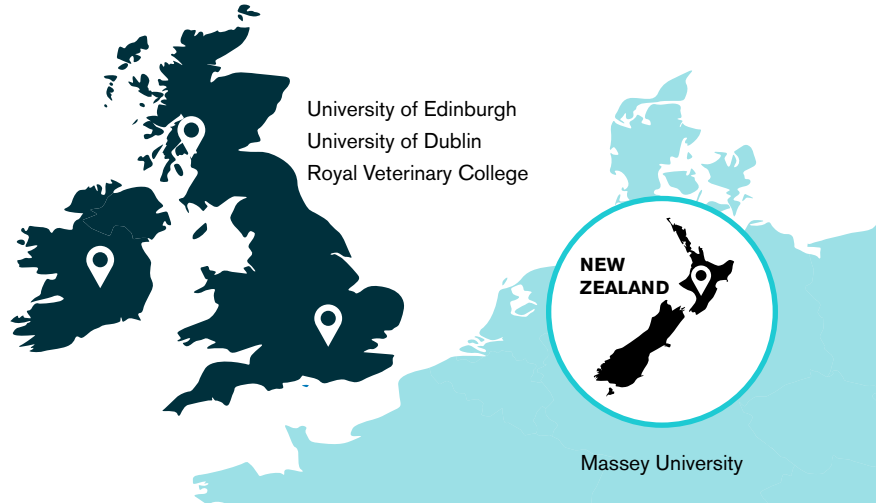 University of Edinburgh
University of Dublin
Royal Veterinary College
NEW
ZEALAND
Massey University